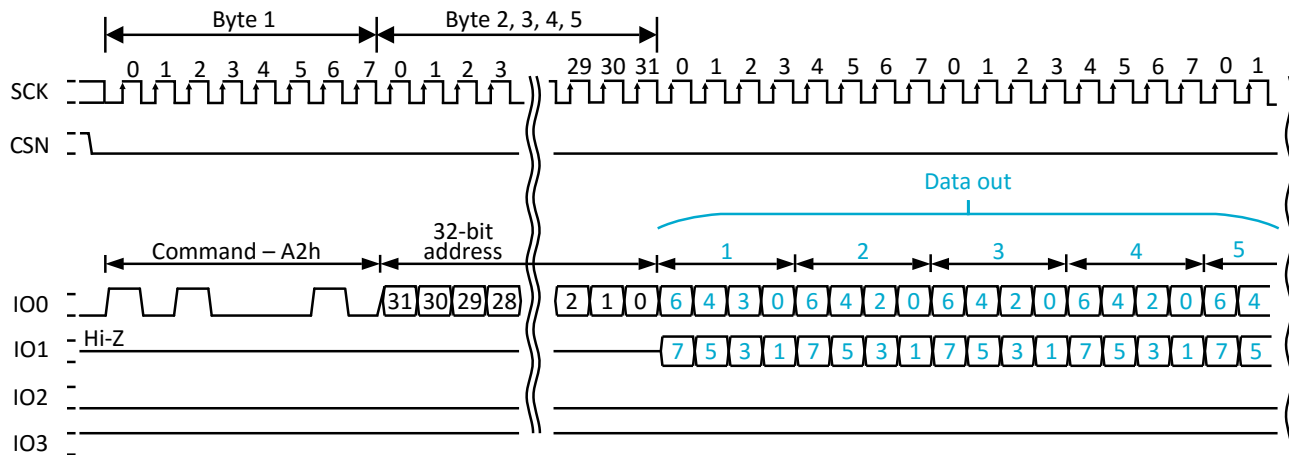 Byte 1 Byte 2, 3, 4, 5
0 1 2 3 4 5 6 7 0 1 2 3 29 30 31 0 1 2 3 4 5 6 7 0 1 2 3 4 5 6 7 0 1
SCK
CSN
Data out
32-bit
Command – A2h address 1 2 3 4 5
IO0 31 30 29 28 2 1 0 6 4 3 0 6 4 2 0 6 4 2 0 6 4 2 0 6 4
Hi-Z
IO1 7 5 3 1 7 5 3 1 7 5 3 1 7 5 3 1 7 5
IO2
IO3